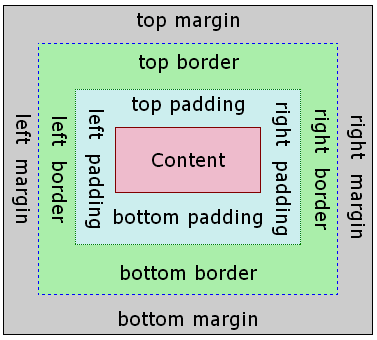 top margin
top border
top padding
left margin
left border
left padding
Content
right padding
right border
right margin
bottom padding
bottom border
bottom margin